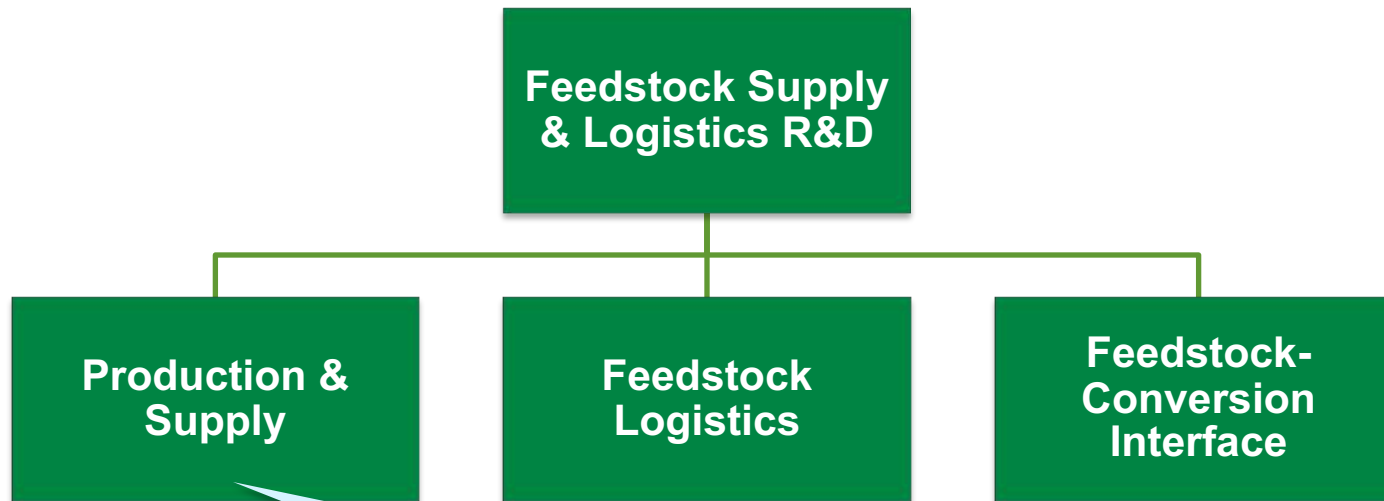 Feedstock Supply
& Logistics R&D
Production &
Supply
Feedstock
Logistics
Feedstock-
Conversion
Interface